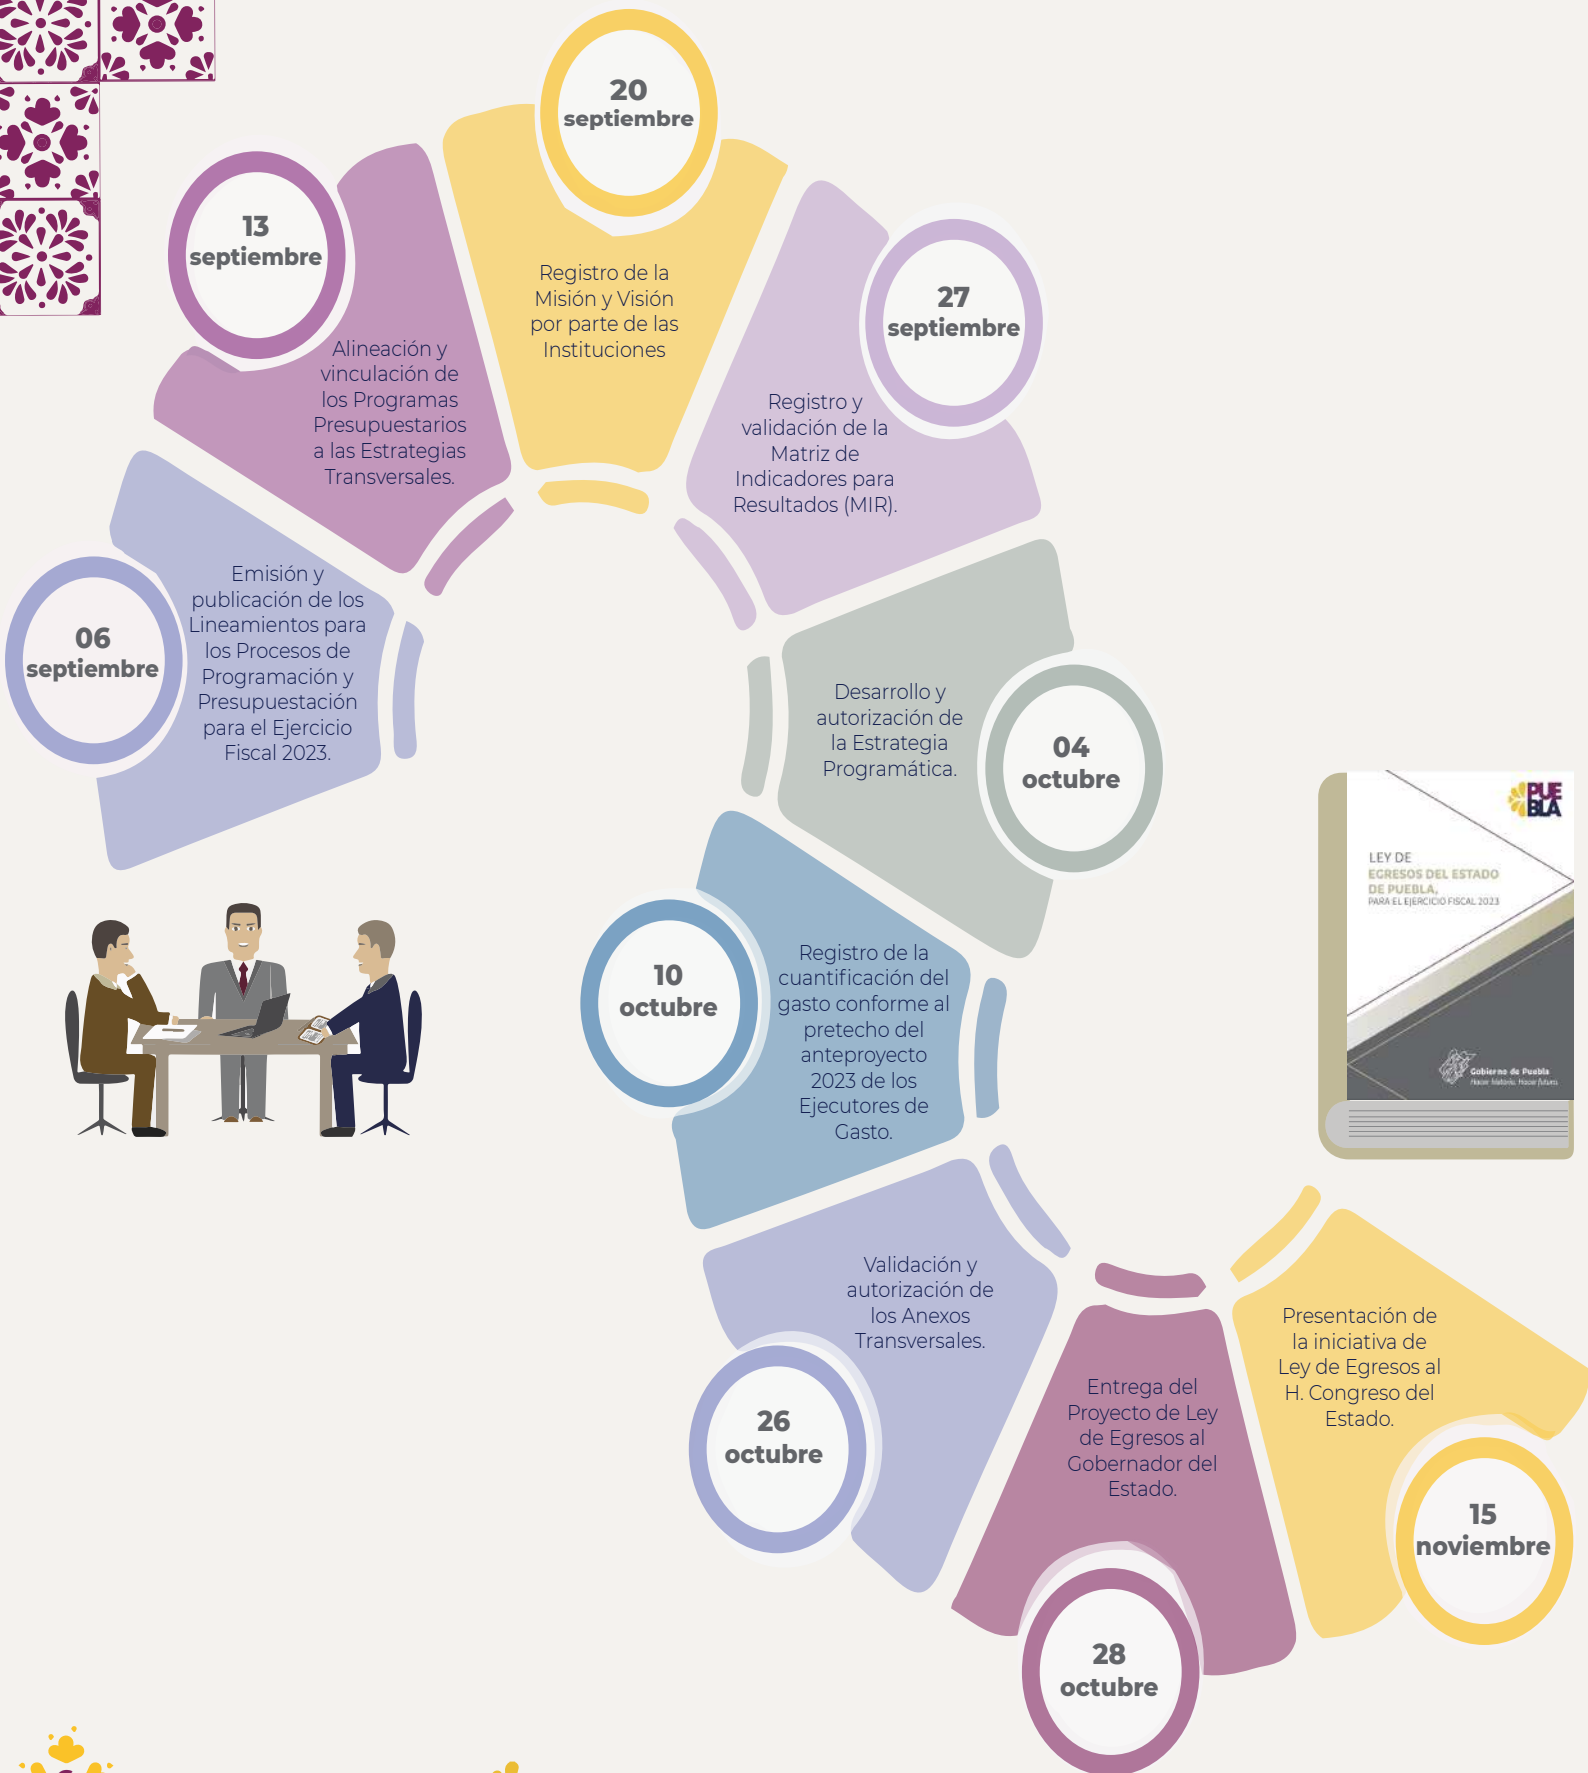 06
septiembre
Emisión y
publicación de los
Lineamientos para
los Procesos de
Programación y
Presupuestación
para el Ejercicio
Fiscal 2023.
13
septiembre
Alineación y
vinculación de
los Programas
Presupuestarios
a las Estrategias
Transversales.
20
septiembre
Registro de la
Misión y Visión
por parte de las
Instituciones
27
septiembre
Registro y
validación de la
Matriz de
Indicadores para
Resultados (MIR).
04
octubre
Desarrollo y
autorización de
la Estrategia
Programática.
10
octubre
Registro de la
cuantificación del
gasto conforme al
pretecho del
anteproyecto
2023 de los
Ejecutores de
Gasto.
26
octubre
Validación y
autorización de
los Anexos
Transversales.
28
octubre
Entrega del
Proyecto de Ley
de Egresos al
Gobernador del
Estado.
15
noviembre
Presentación de
la iniciativa de
Ley de Egresos al
H. Congreso del
Estado.
PUE
BLA
LEY DE
EGRESOS DEL ESTADO
DE PUEBLA,
PARA EL EJERCICIO FISCAL 2023
Gobierno de Puebla
Hacer historia. Hacer futuro.